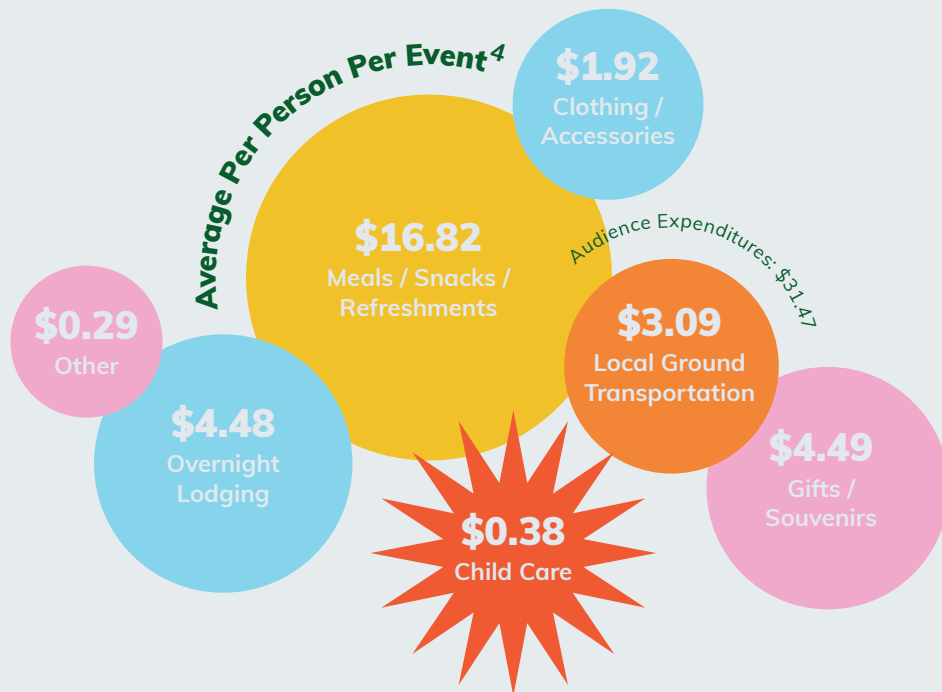 Average Per Person Per Event4
$1.92
Clothing /
Accessories
$16.82
Meals / Snacks /
Refreshments
Audience Expenditures: $31.47
$0.29
Other
$3.09
Local Ground
Transportation
$4.48
Overnight
Lodging
$4.49
Gifts /
Souvenirs
$0.38
Child Care